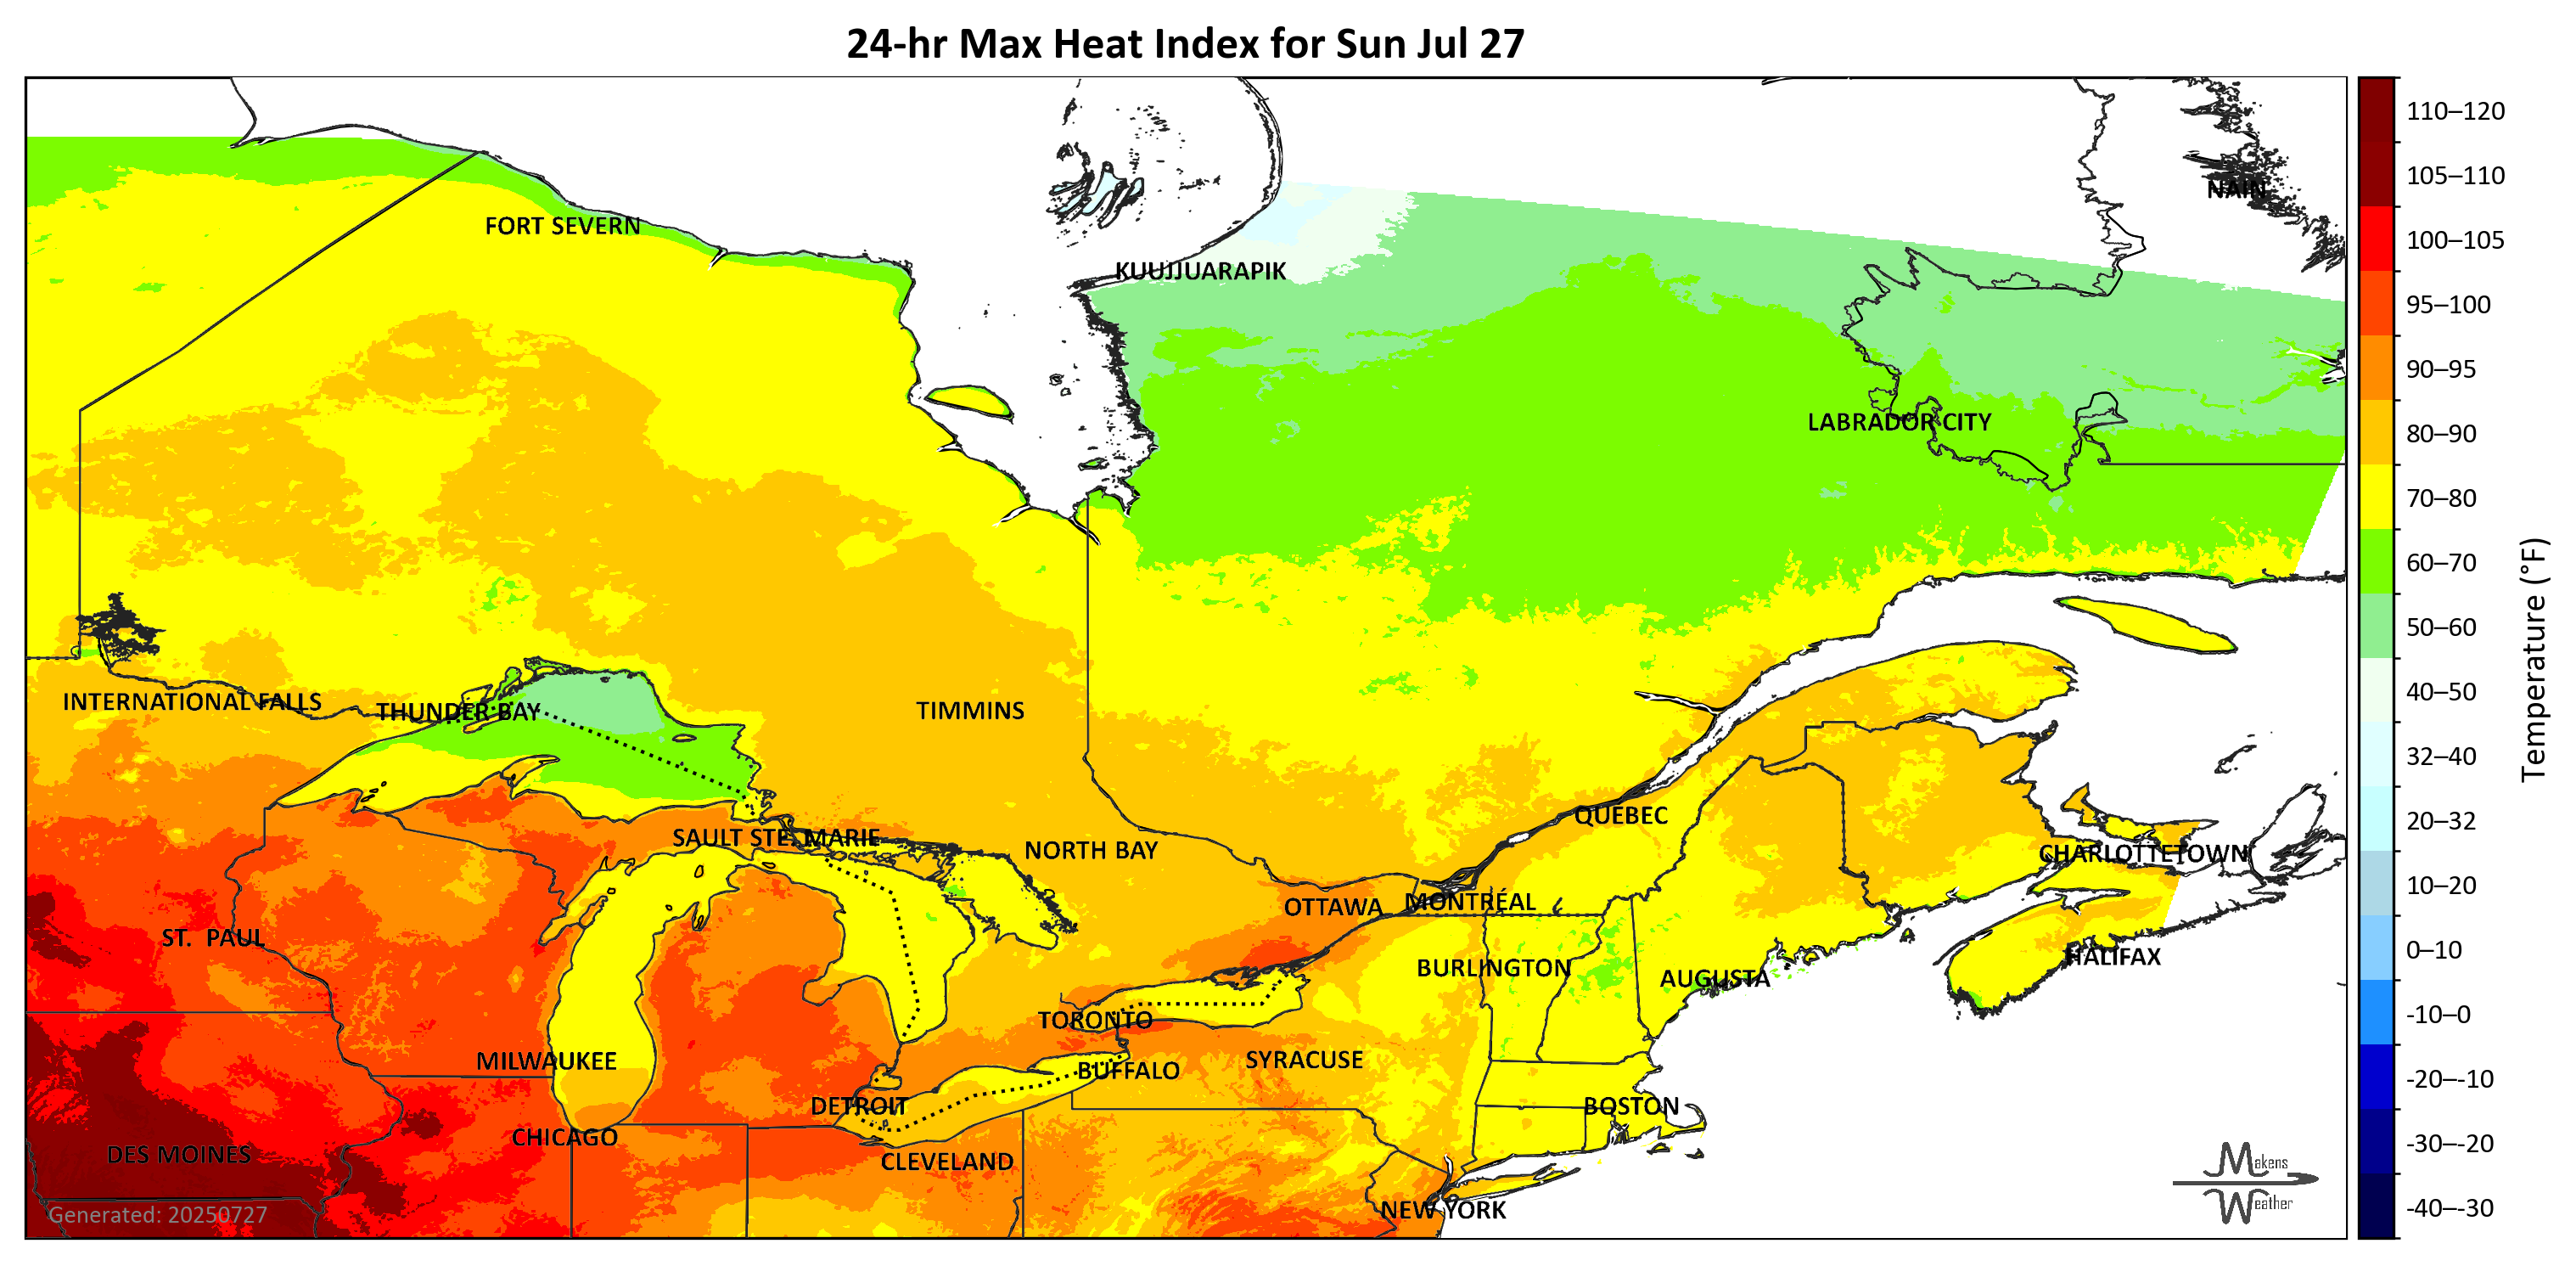 24-hr Max Heat Index for Sun Jul 27
NAIN
FORT SEVERN
KUUJJUARAPIK
LABRADOR CITY
INTERNATIONAL FALLS
THUNDER BAY
TIMMINS
QUEBEC
SAULT STE. MARIE
NORTH BAY
CHARLOTTETOWN
OTTAWA
MONTRÉAL
ST. PAUL
HALIFAX
BURLINGTON
AUGUSTA
TORONTO
MILWAUKEE
SYRACUSE
BUFFALO
DETROIT
BOSTON
CHICAGO
DES MOINES
CLEVELAND
NEW YORK
Generated: 20250727
Makens
Weather
110–120
105–110
100–105
95–100
90–95
80–90
70–80
60–70
50–60
40–50
32–40
20–32
10–20
0–10
-10–0
-20–-10
-30–-20
-40–-30
Temperature (°F)